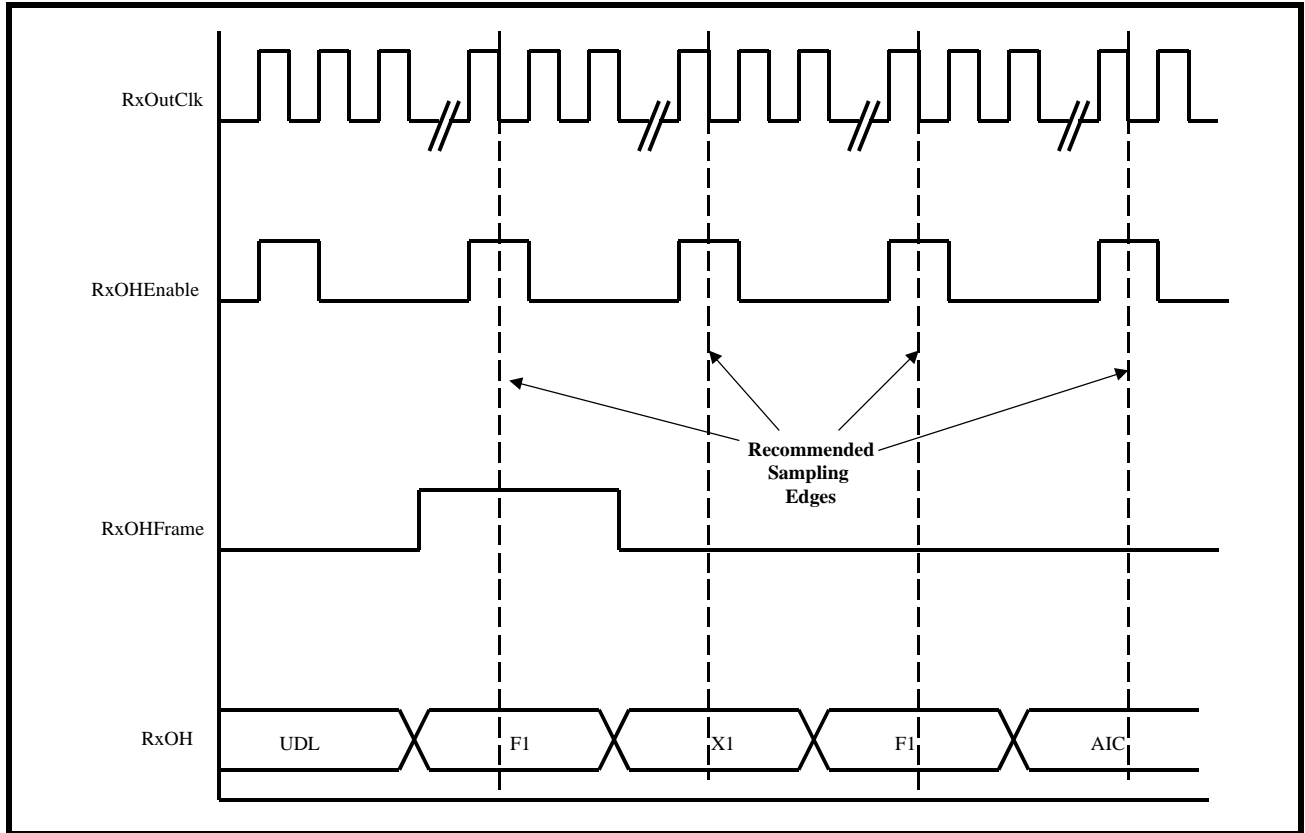 RxOutClk
RxOHEnable
Recommended
Sampling
Edges
RxOHFrame
RxOH
UDL
F1
X1
F1
AIC